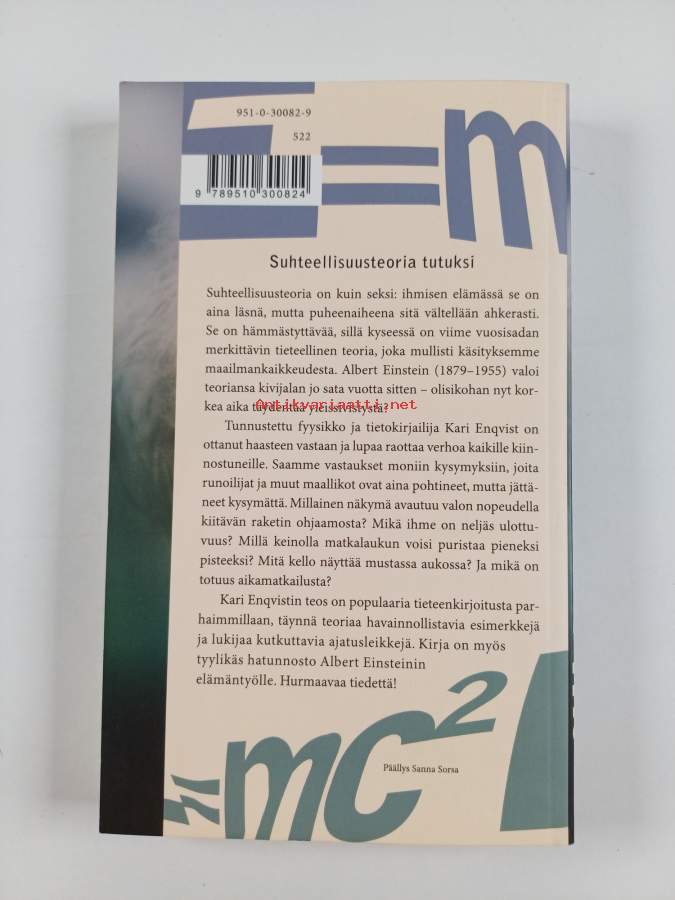 951-0-30082-9
522
9 789510 300824
E=m
Suhteellisuusteoria tutuksi
Suhteellisuusteoria on kuin seksi: ihmisen elämässä se on
aina läsnä, mutta puheenaiheena sitä vältellään ahkerasti.
Se on hämmästyttävää, sillä kyseessä on viime vuosisadan
merkittävin tieteellinen teoria, joka mullisti käsityksemme
maailmankaikkeudesta. Albert Einstein (1879–1955) valoi
teoriansa kivijalan jo sata vuotta sitten – olisikohan nyt kor-
kea aika täydentää yleissivistystä?
Antikvariaatti.net
Tunnustettu fyysikko ja tietokirjailija Kari Enqvist on
ottanut haasteen vastaan ja lupaa raottaa verhoa kaikille kiin-
nostuneille. Saamme vastaukset moniin kysymyksiin, joita
runoilijat ja muut maallikot ovat aina pohtineet, mutta jättä-
neet kysymättä. Millainen näkymä avautuu valon nopeudella
kiitävän raketin ohjaamosta? Mikä ihme on neljäs ulottu-
vuus? Millä keinolla matkalaukun voisi puristaa pieneksi
pisteeksi? Mitä kello näyttää mustassa aukossa? Ja mikä on
totuus aikamatkailusta?
Kari Enqvistin teos on populaaria tieteenkirjoitusta par-
haimmillaan, täynnä teoriaa havainnollistavia esimerkkejä
ja lukijaa kutkuttavia ajatusleikkejä. Kirja on myös
tyylikäs hatunnosto Albert Einsteinin
elämäntyölle. Hurmaavaa tiedettä!
=mc²
Päällys Sanna Sorsa